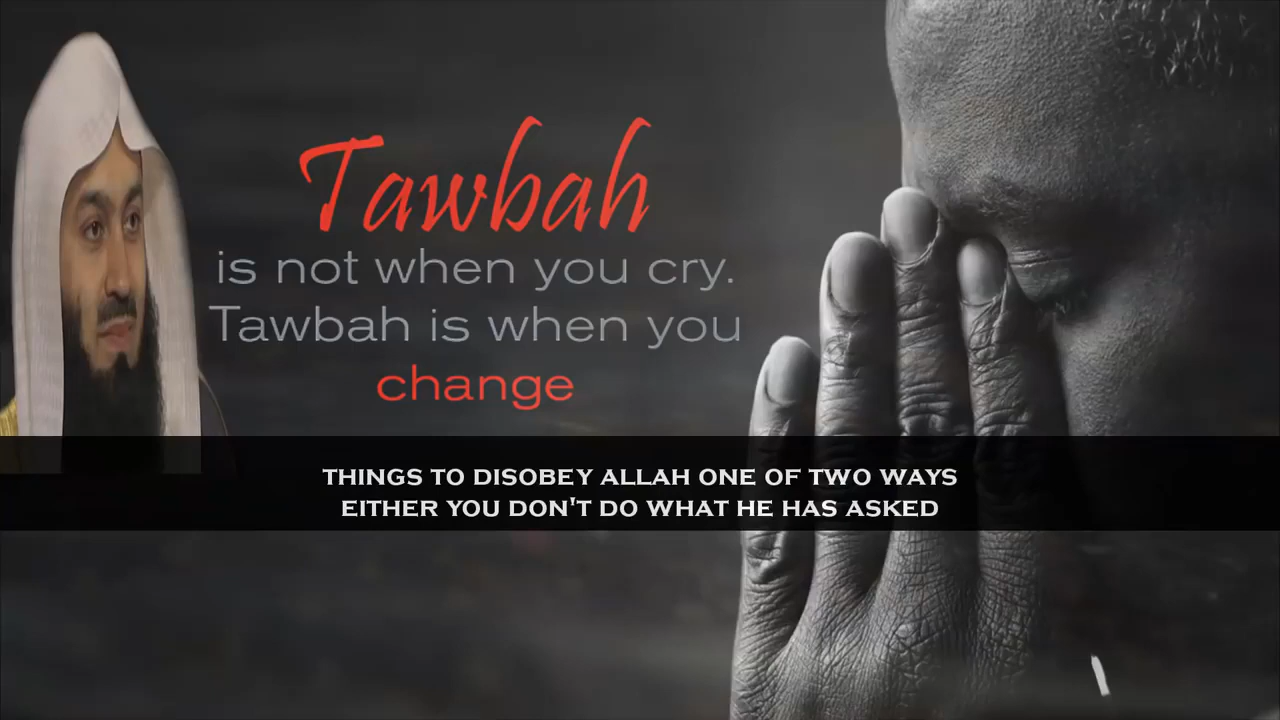 Tawbah
is not when you cry.
Tawbah is when you
change
THINGS TO DISOBEY ALLAH ONE OF TWO WAYS
EITHER YOU DON'T DO WHAT HE HAS ASKED